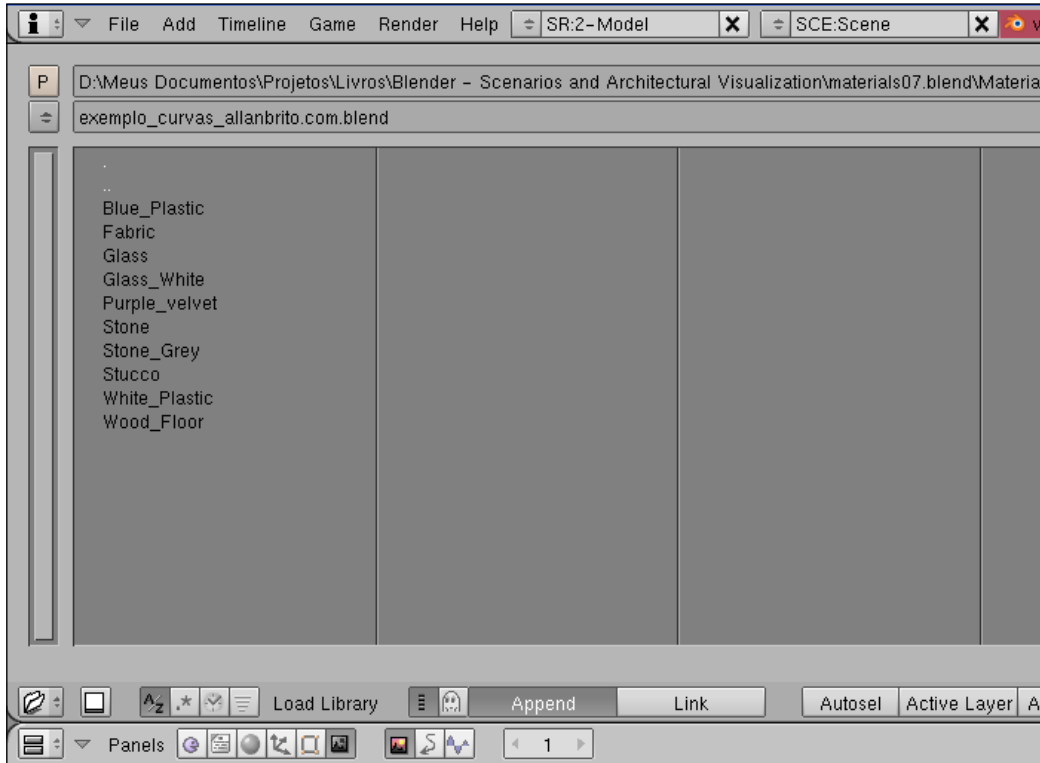 File Add Timeline Game Render Help SR:2-Model X SCE:Scene X
P D:\Meus Documentos\Projetos\Livros\Blender - Scenarios and Architectural Visualization\materials07.blend\Materia
exemplo_curvas_allanbrito.com.blend
.
..
Blue_Plastic
Fabric
Glass
Glass_White
Purple_velvet
Stone
Stone_Grey
Stucco
White_Plastic
Wood_Floor
Load Library Append Link Autosel Active Layer A
Panels 1